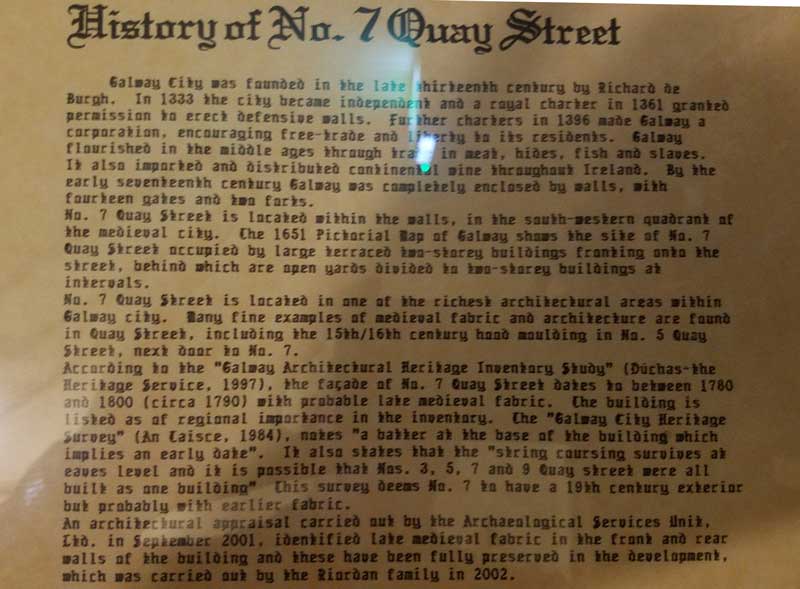 History of No. 7 Quay Street
Galway City was founded in the late thirteenth century by Richard de
Burgh. In 1333 the city became independent and a royal charter in 1361 granted
permission to erect defensive walls. Further charters in 1396 made Galway a
corporation, encouraging free-trade and liberty to its residents. Galway
flourished in the middle ages through trade in meat, hides, fish and slaves.
It also imported and distributed continental wine throughout Ireland. By the
early seventeenth century Galway was completely enclosed by walls, with
fourteen gates and two forts.
No. 7 Quay Street is located within the walls, in the south-western quadrant of
the medieval city. The 1651 Pictorial Map of Galway shows the site of No. 7
Quay Street occupied by large terraced two-storey buildings fronting onto the
street, behind which are open yards divided to two-storey buildings at
intervals.
No. 7 Quay Street is located in one of the richest architectural areas within
Galway city. Many fine examples of medieval fabric and architecture are found
in Quay Street, including the 15th/16th century hood moulding in No. 5 Quay
Street, next door to No. 7.
According to the "Galway Architectural Heritage Inventory Study" (Dúchas-the
Heritage Service, 1997), the façade of No. 7 Quay Street dates to between 1780
and 1800 (circa 1790) with probable late medieval fabric. The building is
listed as of regional importance in the inventory. The "Galway City Heritage
Survey" (An Taisce, 1984), notes "a batter at the base of the building which
implies an early date". It also states that the "string coursing survives at
eaves level and it is possible that Nos. 3, 5, 7 and 9 Quay street were all
built as one building" This survey deems No. 7 to have a 19th century exterior
but probably with earlier fabric.
An architectural appraisal carried out by the Archaeological Services Unit,
Ltd. in September 2001, identified late medieval fabric in the front and rear
walls of the building and these have been fully preserved in the development,
which was carried out by the Riordan family in 2002.